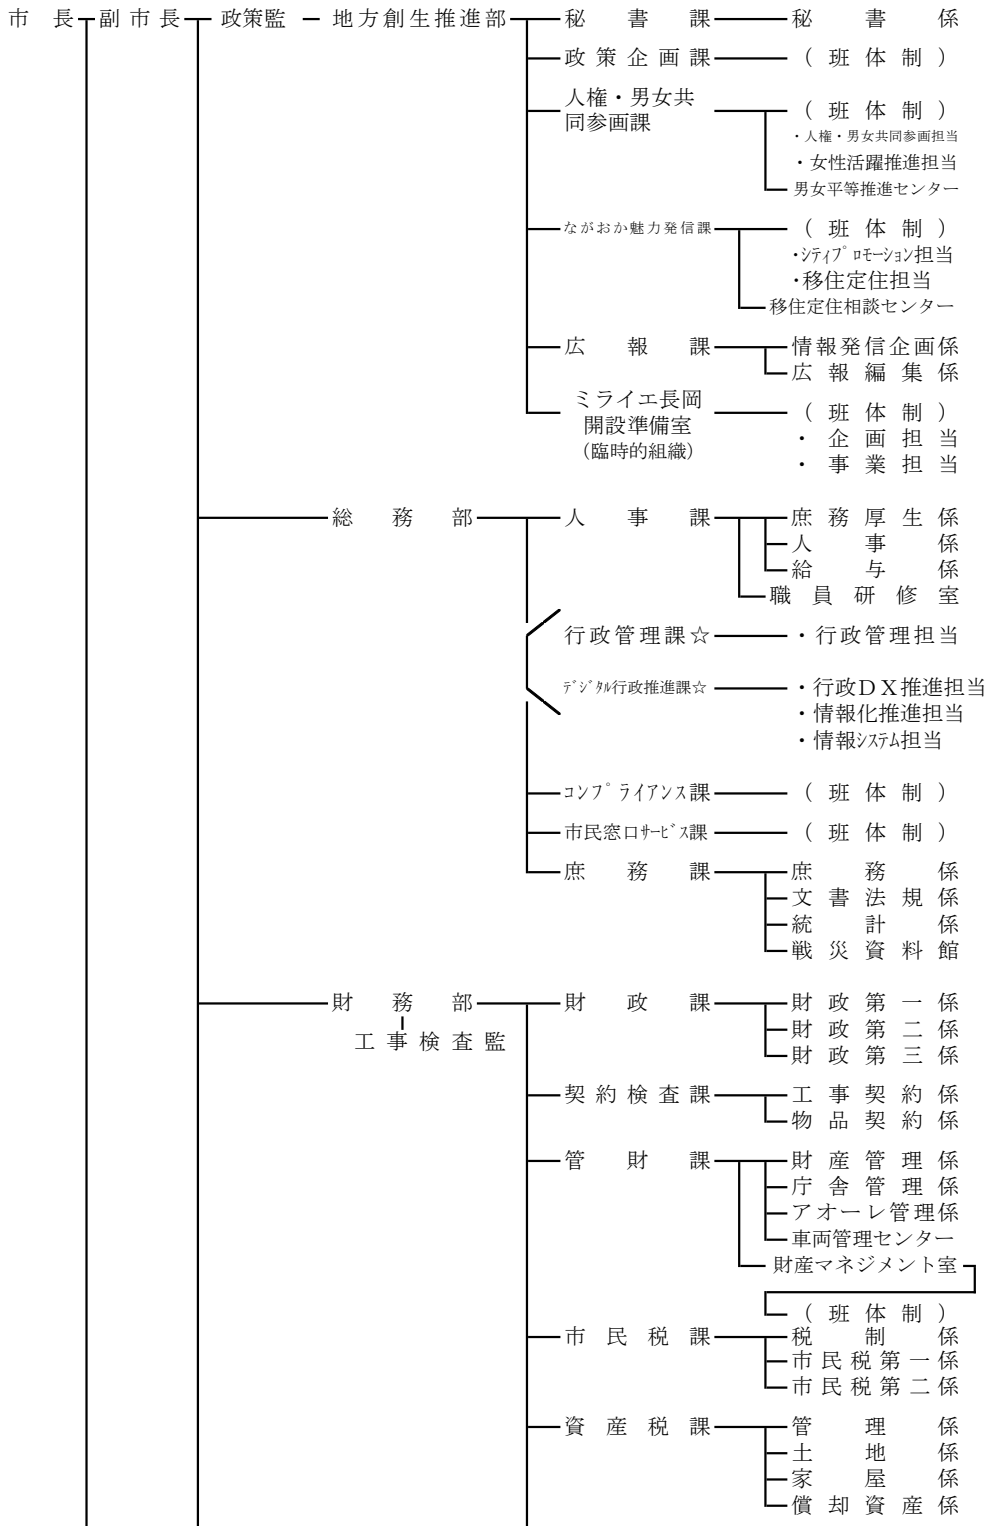 市長 副市長 政策監 地方創生推進部 秘書課 秘書係
政策企画課 (班体制)
人権・男女共
同参画課 (班体制)
・人権・男女共同参画担当
・女性活躍推進担当
男女平等推進センター
ながおか魅力発信課 (班体制)
・シティプロモーション担当
・移住定住担当
移住定住相談センター
広報課 情報発信企画係
広報編集係
ミライエ長岡
開設準備室
(臨時的組織) (班体制)
・企画担当
・事業担当
総務部 人事課 庶務厚生係
人事係
給与係
職員研修室
行政管理課☆ ・行政管理担当
デジタル行政推進課☆ ・行政DX推進担当
・情報化推進担当
・情報システム担当
コンプライアンス課 (班体制)
市民窓口サービス課 (班体制)
庶務課 庶務係
文書法規係
統計係
戦災資料館
財務部 財政課 財政第一係
工事検査監 財政第二係
財政第三係
契約検査課 工事契約係
物品契約係
管財課 財産管理係
庁舎管理係
アオーレ管理係
車両管理センター
財産マネジメント室
(班体制)
市民税課 税制係
市民税第一係
市民税第二係
資産税課 管理係
土地係
家屋係
償却資産係